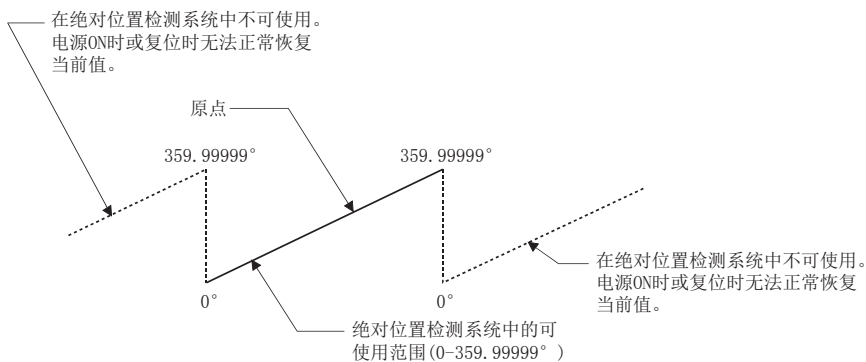 在绝对位置检测系统中不可使用。
电源ON时或复位时无法正常恢复
当前值。
原点
359.99999°
359.99999°
0°
0°
在绝对位置检测系统中不可使用。
电源ON时或复位时无法正常恢复
当前值。
绝对位置检测系统中的可
使用范围(0-359.99999°)